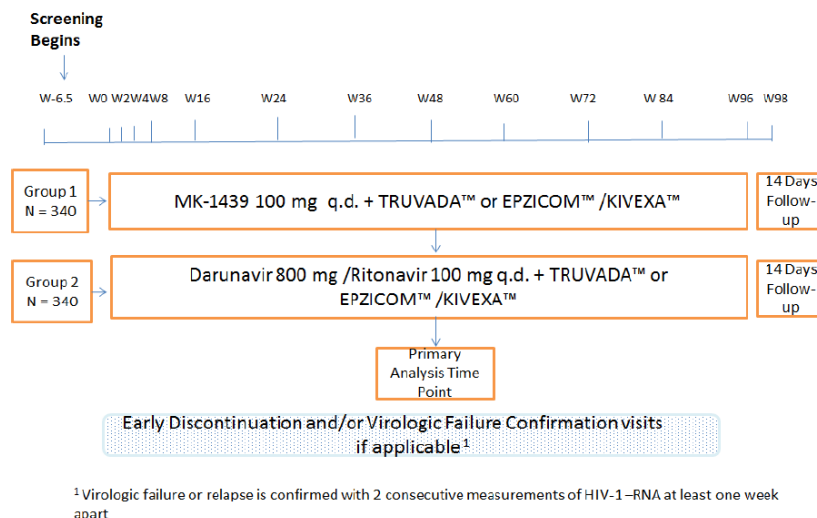 Screening
Begins
W-6.5 W0 W2W4W8 W16 W24 W36 W48 W60 W72 W 84 W96 W98
Group 1
N = 340
MK-1439 100 mg q.d. + TRUVADA™ or EPZICOM™ /KIVEXA™
14 Days
Follow-
up
Group 2
N = 340
Darunavir 800 mg /Ritonavir 100 mg q.d. + TRUVADA™ or
EPZICOM™ /KIVEXA™
14 Days
Follow-
up
Primary
Analysis Time
Point
Early Discontinuation and/or Virologic Failure Confirmation visits
if applicable¹
¹ Virologic failure or relapse is confirmed with 2 consecutive measurements of HIV-1–RNA at least one week
apart